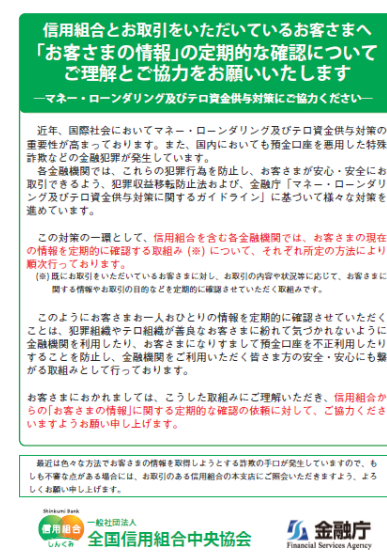 信用組合とお取引をいただいているお客さまへ
「お客さまの情報」の定期的な確認について
ご理解とご協力をお願いいたします
―マネー・ローンダリング及びテロ資金供与対策にご協力ください―
近年、国際社会においてマネー・ローンダリング及びテロ資金供与対策の
重要性が高まっております。また、国内においても預金口座を悪用した特殊
詐欺などの金融犯罪が発生しています。
各金融機関では、これらの犯罪行為を防止し、お客さまが安心・安全にお
取引できるよう、犯罪収益移転防止法および、金融庁「マネー・ローンダリ
ング及びテロ資金供与対策に関するガイドライン」に基づいて様々な対策を
進めています。
この対策の一環として、信用組合を含む各金融機関では、お客さまの現在
の情報を定期的に確認する取組み（※）について、それぞれ所定の方法により
順次行っております。
(※) 既にお取引をいただいているお客さまに対し、お取引の内容や状況等に応じて、お客さまに
関する情報やお取引の目的などを定期的に確認させていただく取組みです。
このようにお客さまお一人おひとりの情報を定期的に確認させていただく
ことは、犯罪組織やテロ組織が善良なお客さまに紛れて気づかれないように
金融機関を利用したり、お客さまになりすまして預金口座を不正利用したり
することを防止し、金融機関をご利用いただく皆さま方の安全・安心にも繋
がる取組みとして行っております。
お客さまにおかれましては、こうした取組みにご理解いただき、信用組合か
らの「お客さまの情報」に関する定期的な確認の依頼に対して、ご協力くださ
いますようお願い申し上げます。
最近は色々な方法でお客さまの情報を取得しようとする詐欺の手口が発生していますので、も
しも不審な点がある場合には、お取引のある信用組合の本支店にご照会いただきますよう、よろ
しくお願い申し上げます。
Shinkumi Bank
信用組合
しんくみ
一般社団法人
全国信用組合中央協会
金融庁
Financial Services Agency